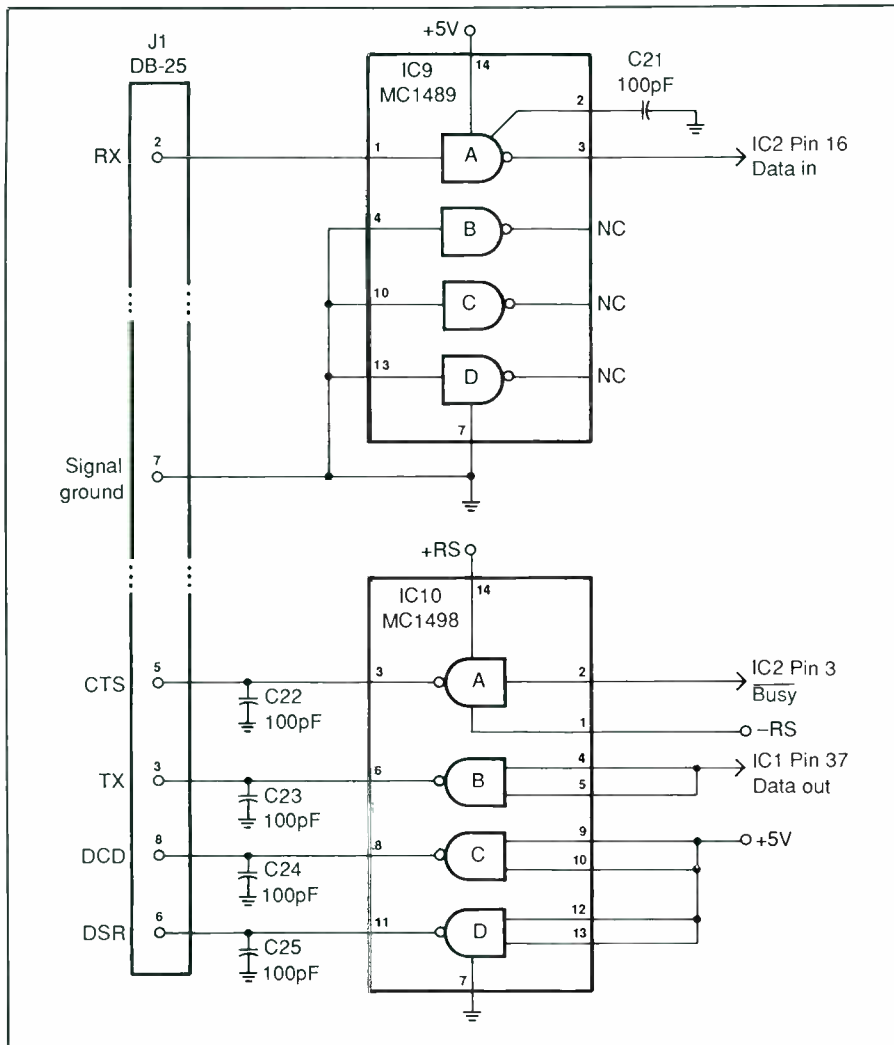 J1
DB-25
+5V
14
IC9
MC1489
C21
100pF
2
RX
2
1
A
3
IC2 Pin 16
Data in
4
B
NC
10
C
NC
13
D
NC
7
Signal
ground
7
+RS
14
IC10
MC1498
CTS
5
C22
100pF
3
A
2
IC2 Pin 3
Busy
1
–RS
TX
3
C23
100pF
6
B
4
5
IC1 Pin 37
Data out
DCD
8
C24
100pF
8
C
9
10
+5V
DSR
6
C25
100pF
11
D
12
13
7